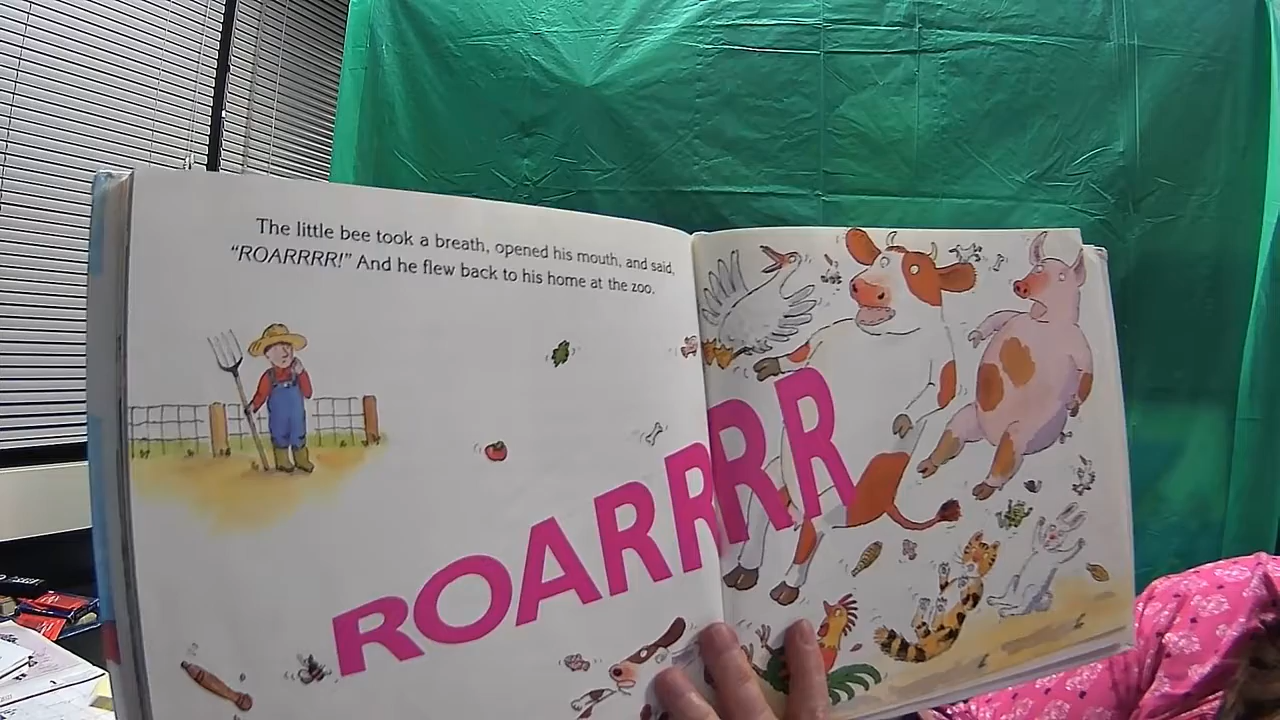 The little bee took a breath, opened his mouth, and said,
"ROARRRR!" And he flew back to his home at the zoo.
ROARRRR